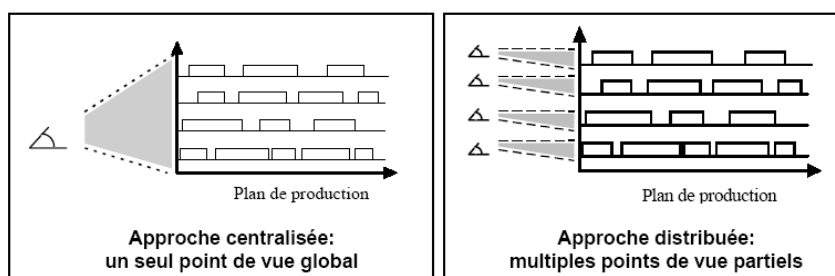 Plan de production
Approche centralisée:
un seul point de vue global
Plan de production
Approche distribuée:
multiples points de vue partiels